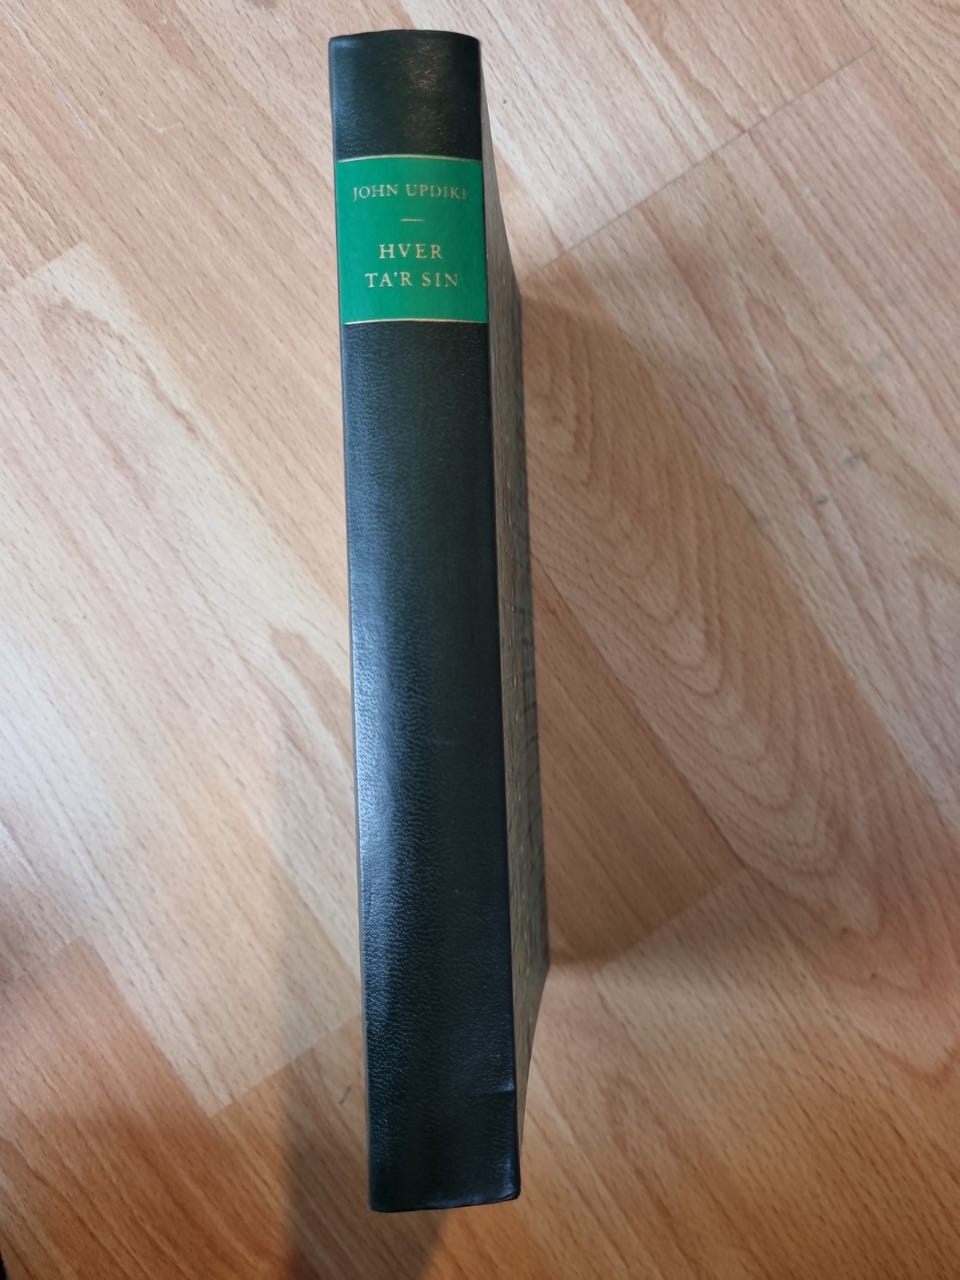 JOHN UPDIKE
HVER
TA'R SIN